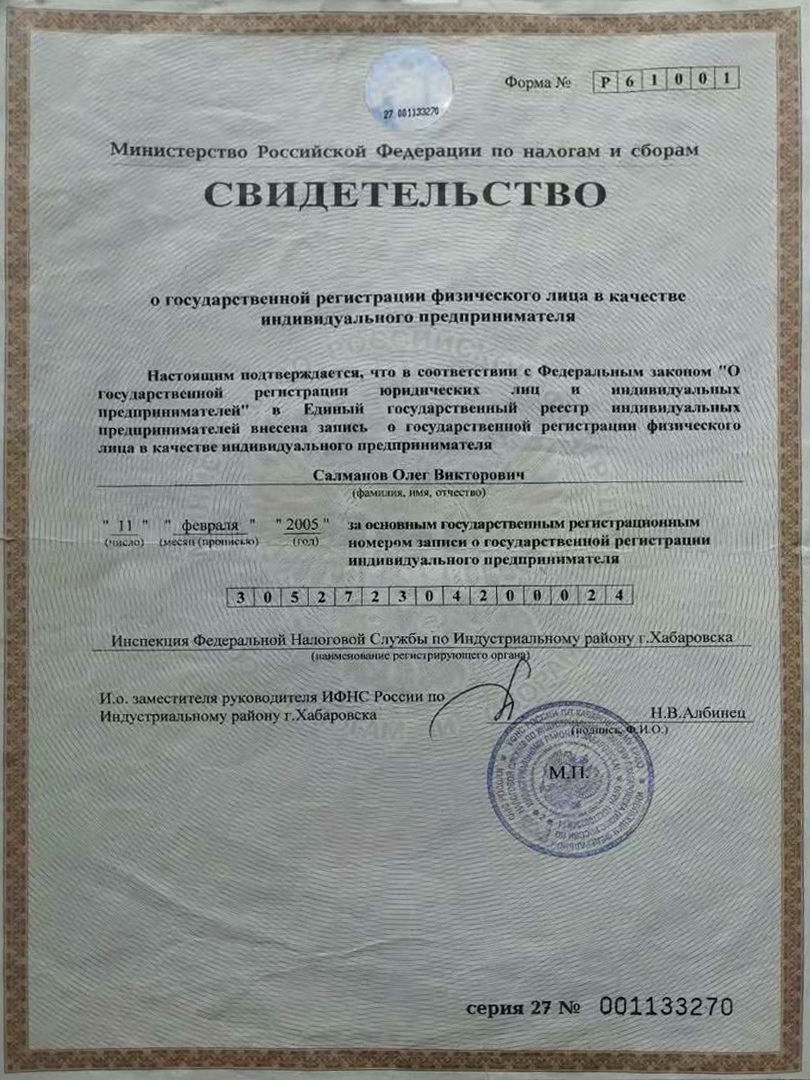 Форма № Р61001
27 001133270
Министерство Российской Федерации по налогам и сборам
СВИДЕТЕЛЬСТВО
о государственной регистрации физического лица в качестве
индивидуального предпринимателя
Настоящим подтверждается, что в соответствии с Федеральным законом "О
государственной регистрации юридических лиц и индивидуальных
предпринимателей" в Единый государственный реестр индивидуальных
предпринимателей внесена запись о государственной регистрации физического
лица в качестве индивидуального предпринимателя
Салманов Олег Викторович
(фамилия, имя, отчество)
" 11 " " февраля " "2005 " за основным государственным регистрационным
(число) (месяц (прописью) (год) номером записи о государственной регистрации
индивидуального предпринимателя
305272304200024
Инспекция Федеральной Налоговой Службы по Индустриальному району г.Хабаровска
(наименование регистрирующего органа)
И.о. заместителя руководителя ИФНС России по
Индустриальному району г.Хабаровска Н.В.Албинец
(подпись, Ф.И.О.)
М.П.
серия 27 № 001133270